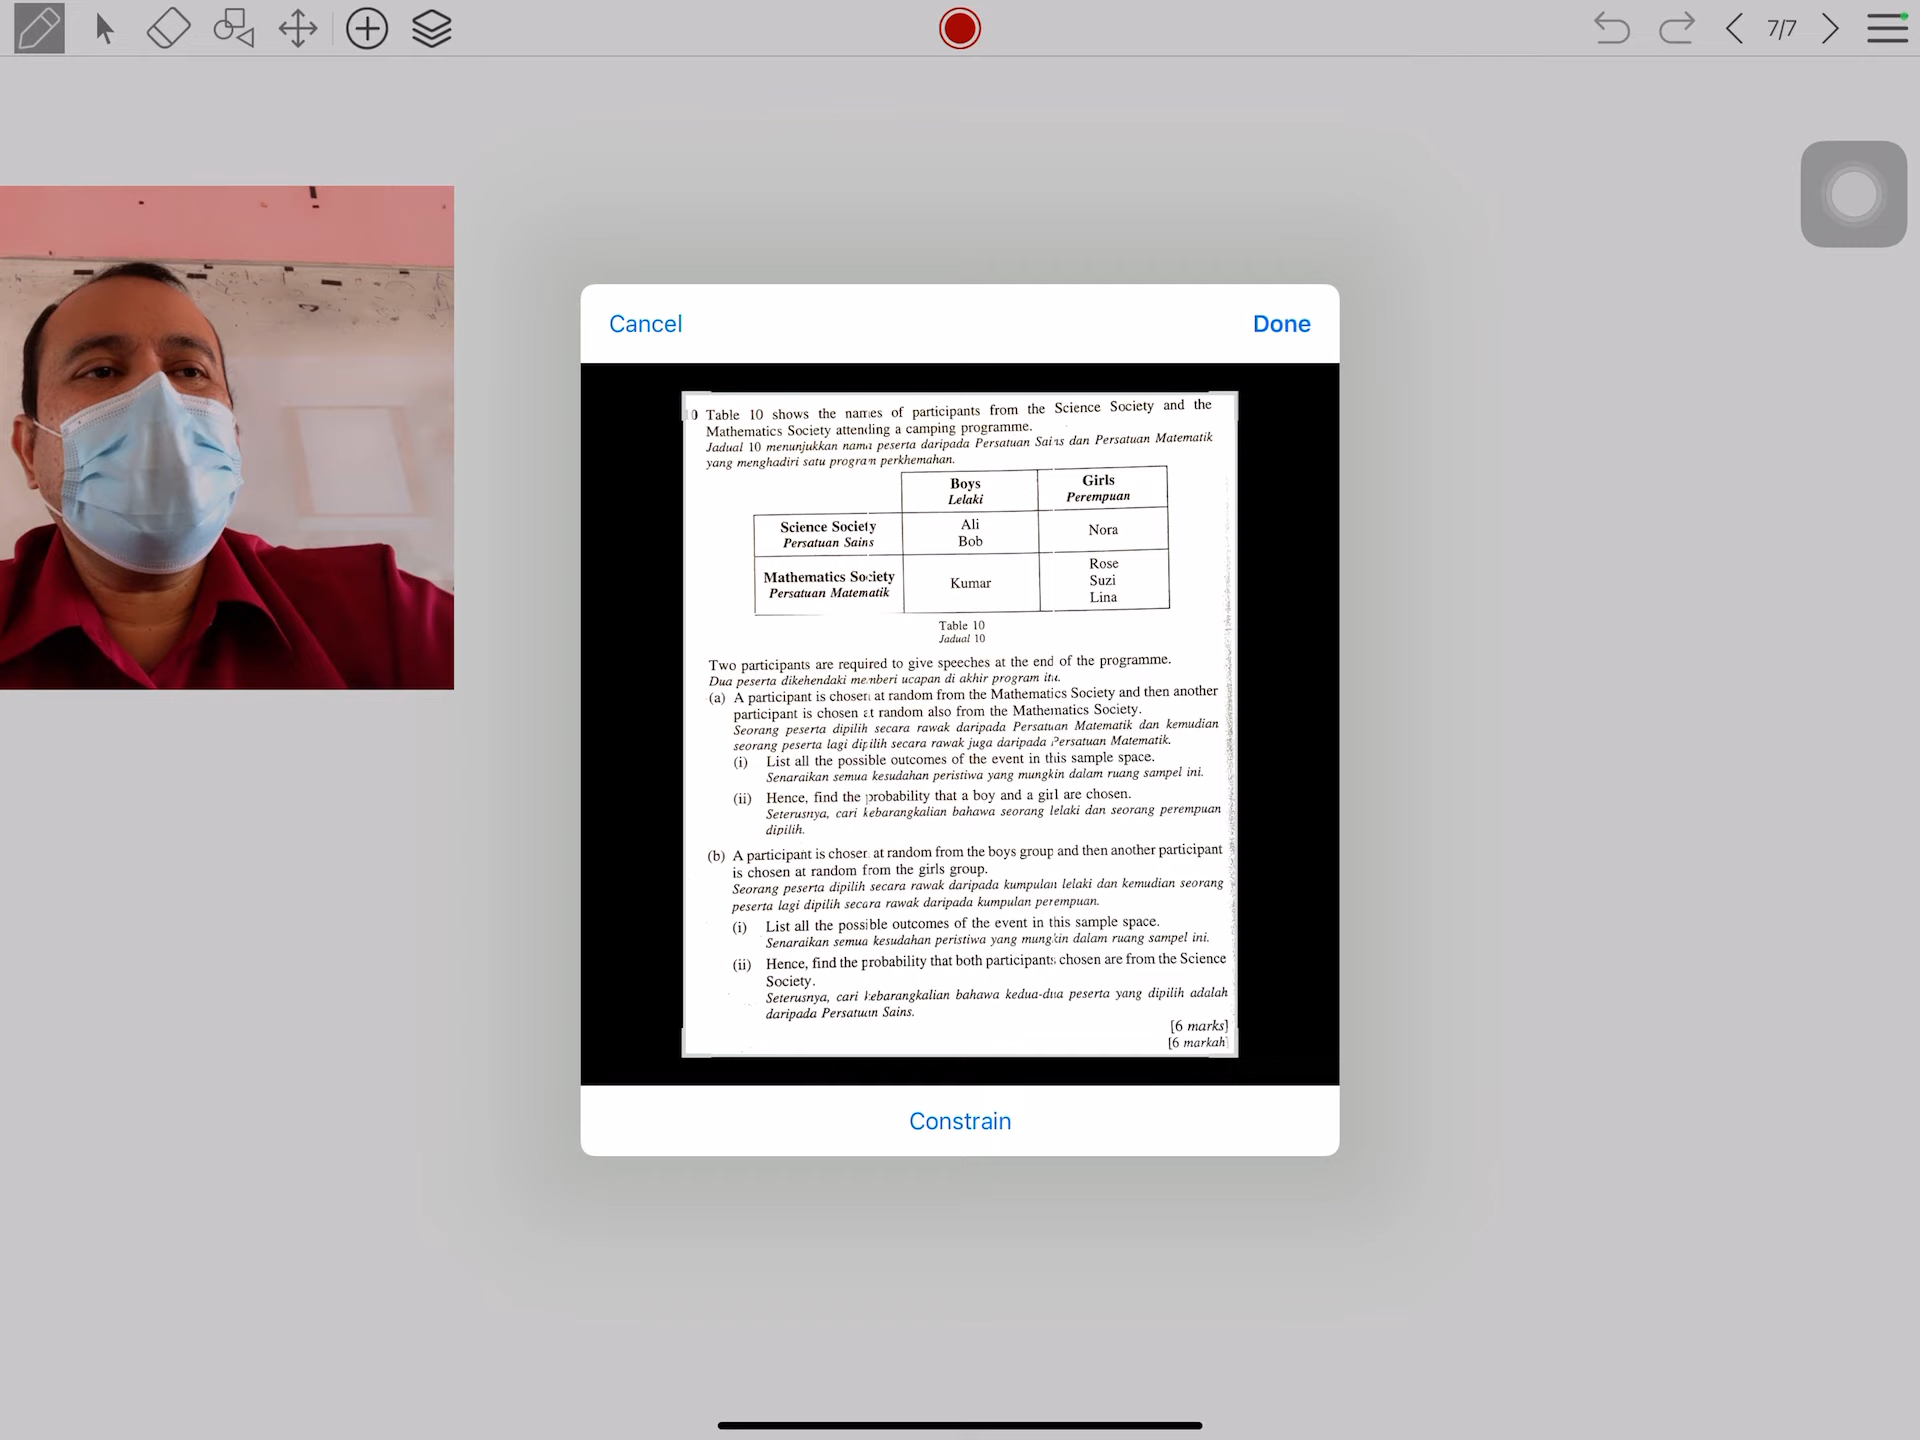 7/7
Cancel
Done
10 Table 10 shows the names of participants from the Science Society and the
Mathematics Society attending a camping programme.
Jadual 10 menunjukkan nama peserta daripada Persatuan Sains dan Persatuan Matematik
yang menghadiri satu program perkhemahan.
Boys
Lelaki
Girls
Perempuan
Science Society
Persatuan Sains
Ali
Bob
Nora
Mathematics Society
Persatuan Matematik
Kumar
Rose
Suzi
Lina
Table 10
Jadual 10
Two participants are required to give speeches at the end of the programme.
Dua peserta dikehendaki memberi ucapan di akhir program itu.
(a) A participant is chosen at random from the Mathematics Society and then another
participant is chosen at random also from the Mathematics Society.
Seorang peserta dipilih secara rawak daripada Persatuan Matematik dan kemudian
seorang peserta lagi dipilih secara rawak juga daripada Persatuan Matematik.
(i) List all the possible outcomes of the event in this sample space.
Senaraikan semua kesudahan peristiwa yang mungkin dalam ruang sampel ini.
(ii) Hence, find the probability that a boy and a girl are chosen.
Seterusnya, cari kebarangkalian bahawa seorang lelaki dan seorang perempuan
dipilih.
(b) A participant is chosen at random from the boys group and then another participant
is chosen at random from the girls group.
Seorang peserta dipilih secara rawak daripada kumpulan lelaki dan kemudian seorang
peserta lagi dipilih secara rawak daripada kumpulan perempuan.
(i) List all the possible outcomes of the event in this sample space.
Senaraikan semua kesudahan peristiwa yang mungkin dalam ruang sampel ini.
(ii) Hence, find the probability that both participants chosen are from the Science
Society.
Seterusnya, cari kebarangkalian bahawa kedua-dua peserta yang dipilih adalah
daripada Persatuan Sains.
[6 marks]
[6 markah]
Constrain